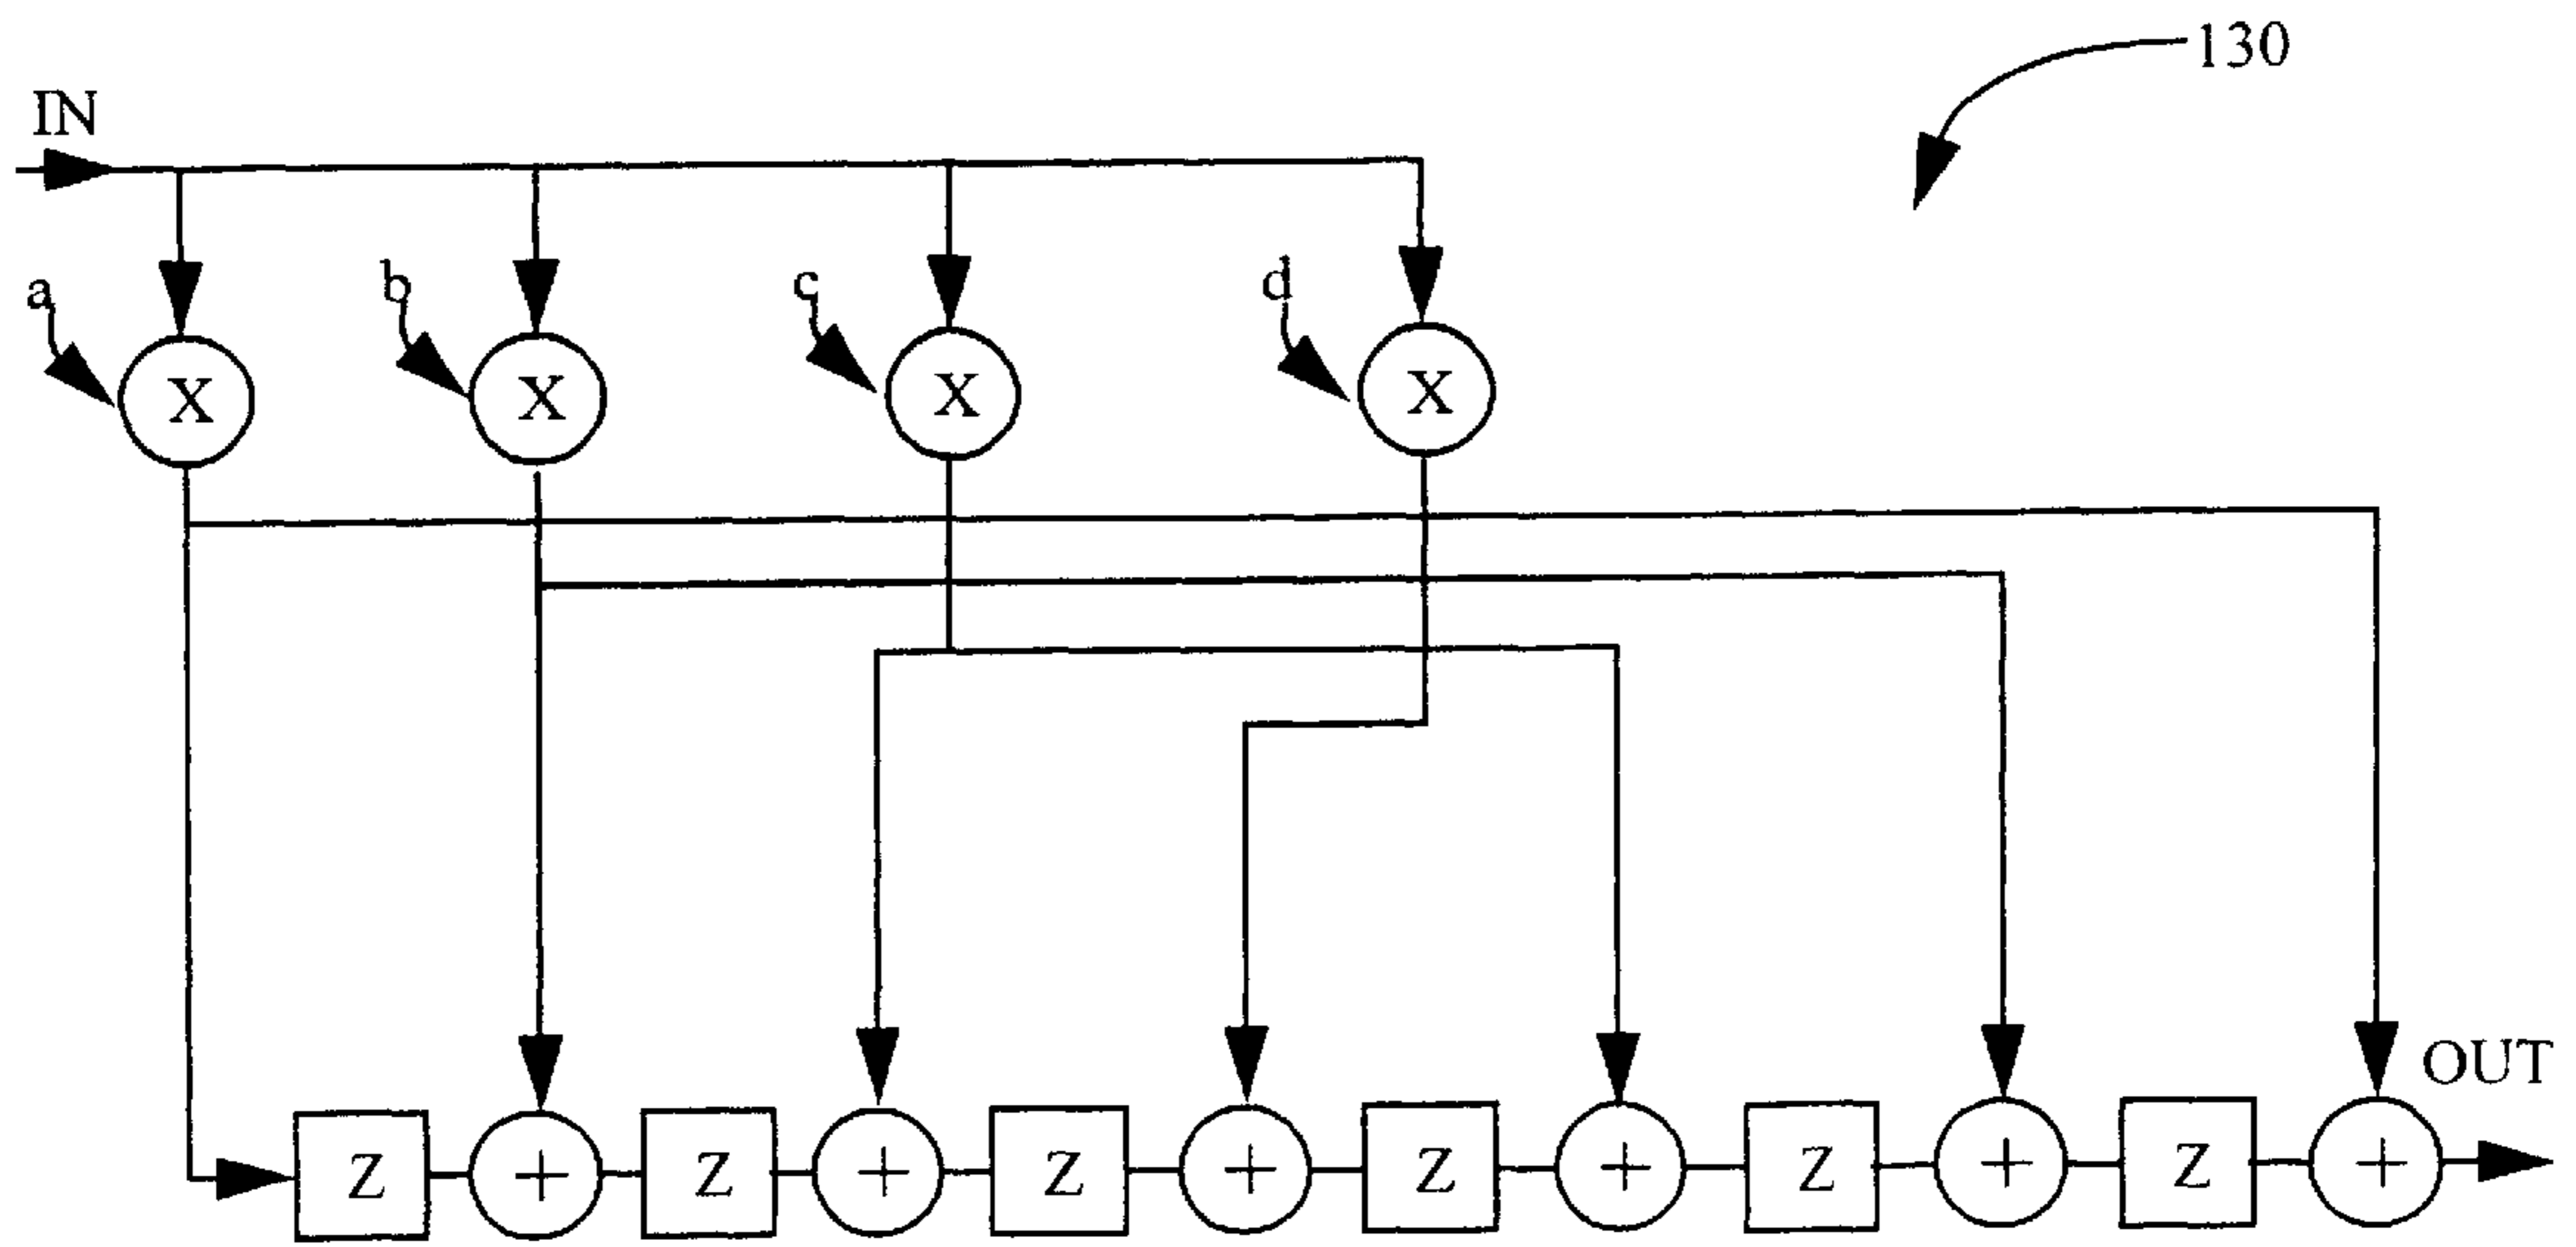 130
IN
a b c d
X X X X
OUT
Z + Z + Z + Z + Z + Z +